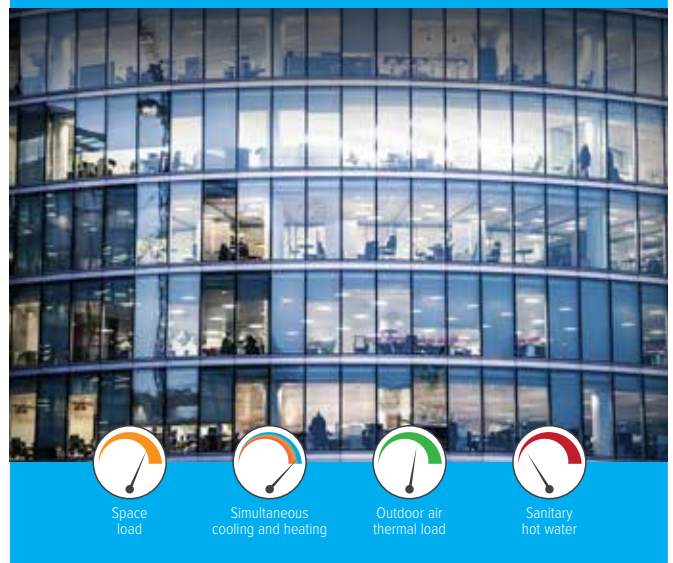 Space
load
Simultaneous
cooling and heating
Outdoor air
thermal load
Sanitary
hot water